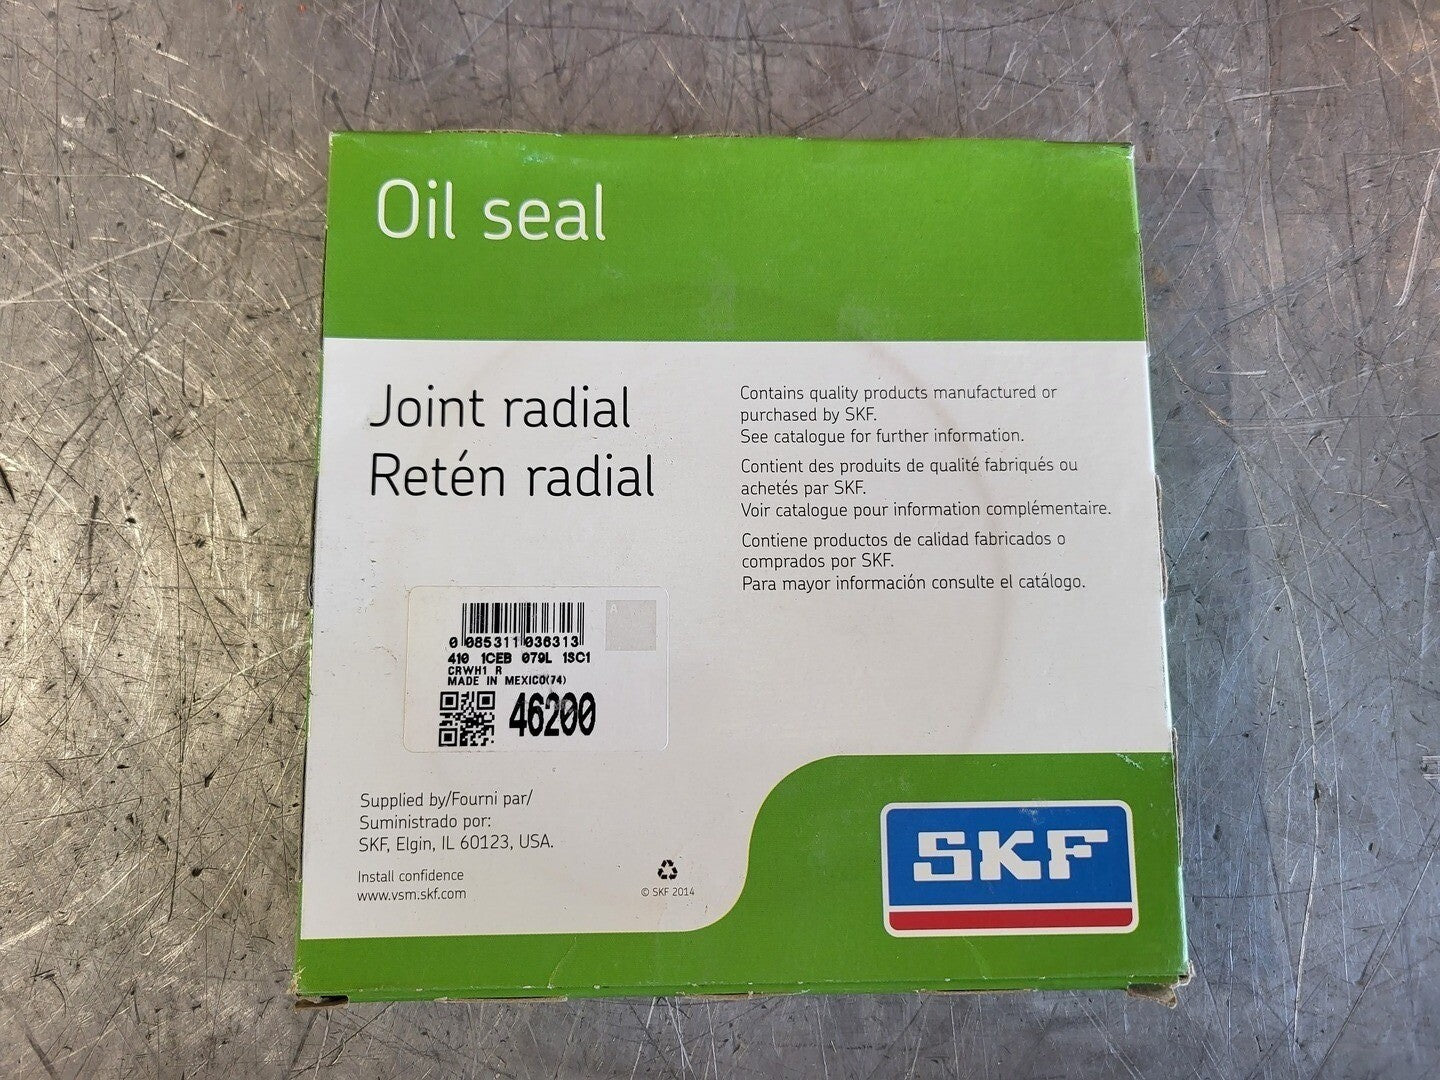 Oil seal
Joint radial
Retén radial
Contains quality products manufactured or
purchased by SKF.
See catalogue for further information.
Contient des produits de qualité fabriqués ou
achetés par SKF.
Voir catalogue pour information complémentaire.
Contiene productos de calidad fabricados o
comprados por SKF.
Para mayor información consulte el catálogo.
A
0 085311 036313
410 1CEB 079L 1SC1
CRWH1 R
MADE IN MEXICO(74)
46200
Supplied by/Fourni par/
Suministrado por:
SKF, Elgin, IL 60123, USA.
Install confidence
www.vsm.skf.com
© SKF 2014
SKF